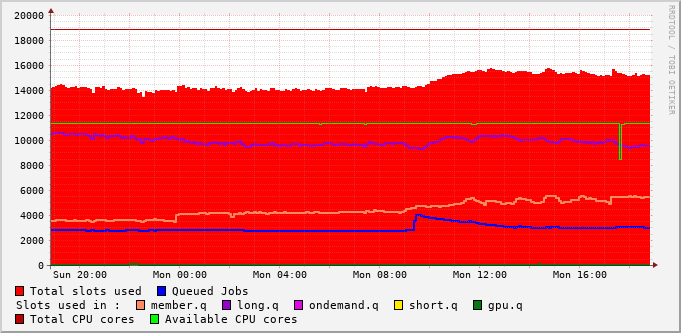 20000
18000
16000
14000
12000
10000
8000
6000
4000
2000
0
Sun 20:00 Mon 00:00 Mon 04:00 Mon 08:00 Mon 12:00 Mon 16:00
Total slots used Queued Jobs
Slots used in : member.q long.q ondemand.q short.q gpu.q
Total CPU cores Available CPU cores
RRDTOOL / TOBI OETIKER